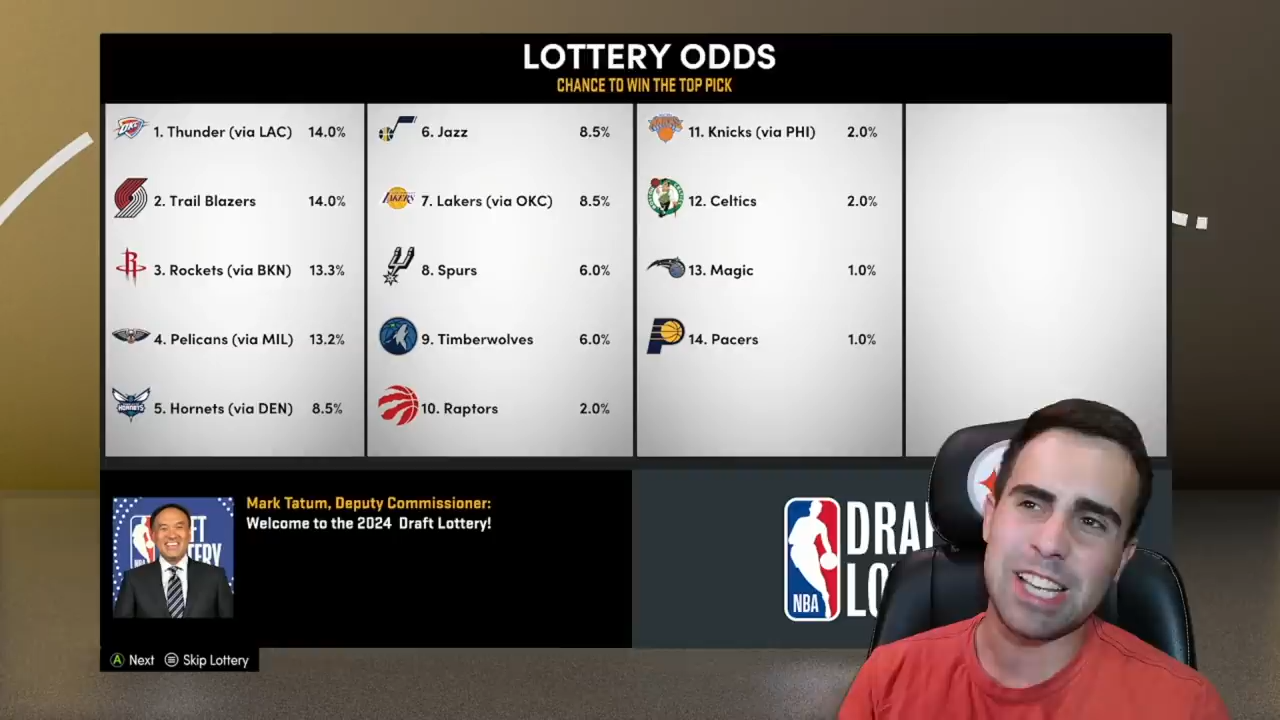 LOTTERY ODDS
CHANCE TO WIN THE TOP PICK
1. Thunder (via LAC) 14.0%
2. Trail Blazers 14.0%
3. Rockets (via BKN) 13.3%
4. Pelicans (via MIL) 13.2%
5. Hornets (via DEN) 8.5%
6. Jazz 8.5%
7. Lakers (via OKC) 8.5%
8. Spurs 6.0%
9. Timberwolves 6.0%
10. Raptors 2.0%
11. Knicks (via PHI) 2.0%
12. Celtics 2.0%
13. Magic 1.0%
14. Pacers 1.0%
Mark Tatum, Deputy Commissioner:
Welcome to the 2024 Draft Lottery!
NBA
A Next Skip Lottery